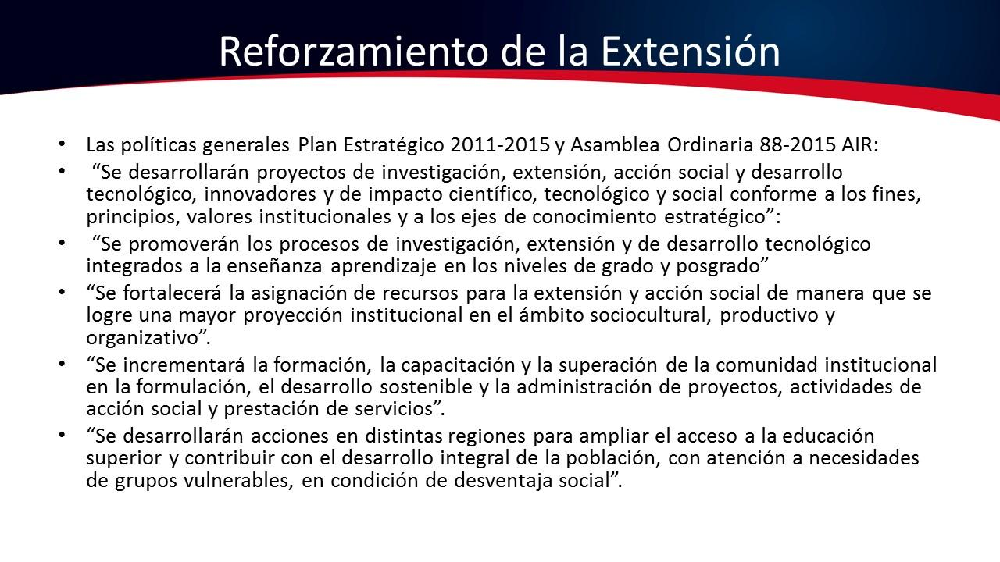 Reforzamiento de la Extensión
• Las políticas generales Plan Estratégico 2011-2015 y Asamblea Ordinaria 88-2015 AIR:
• “Se desarrollarán proyectos de investigación, extensión, acción social y desarrollo
tecnológico, innovadores y de impacto científico, tecnológico y social conforme a los fines,
principios, valores institucionales y a los ejes de conocimiento estratégico”:
• “Se promoverán los procesos de investigación, extensión y de desarrollo tecnológico
integrados a la enseñanza aprendizaje en los niveles de grado y posgrado”
• “Se fortalecerá la asignación de recursos para la extensión y acción social de manera que se
logre una mayor proyección institucional en el ámbito sociocultural, productivo y
organizativo”.
• “Se incrementará la formación, la capacitación y la superación de la comunidad institucional
en la formulación, el desarrollo sostenible y la administración de proyectos, actividades de
acción social y prestación de servicios”.
• “Se desarrollarán acciones en distintas regiones para ampliar el acceso a la educación
superior y contribuir con el desarrollo integral de la población, con atención a necesidades
de grupos vulnerables, en condición de desventaja social”.